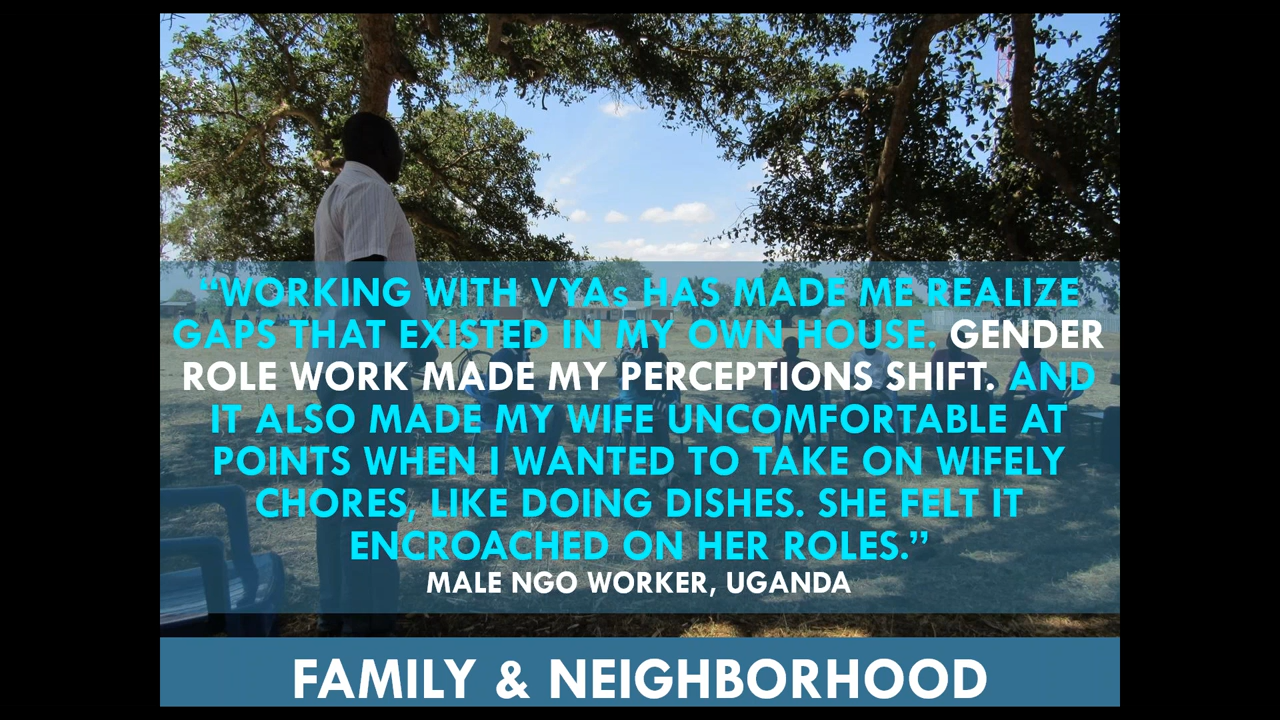 “WORKING WITH VYAs HAS MADE ME REALIZE
GAPS THAT EXISTED IN MY OWN HOUSE. GENDER
ROLE WORK MADE MY PERCEPTIONS SHIFT. AND
IT ALSO MADE MY WIFE UNCOMFORTABLE AT
POINTS WHEN I WANTED TO TAKE ON WIFELY
CHORES, LIKE DOING DISHES. SHE FELT IT
ENCROACHED ON HER ROLES.”
MALE NGO WORKER, UGANDA
FAMILY & NEIGHBORHOOD